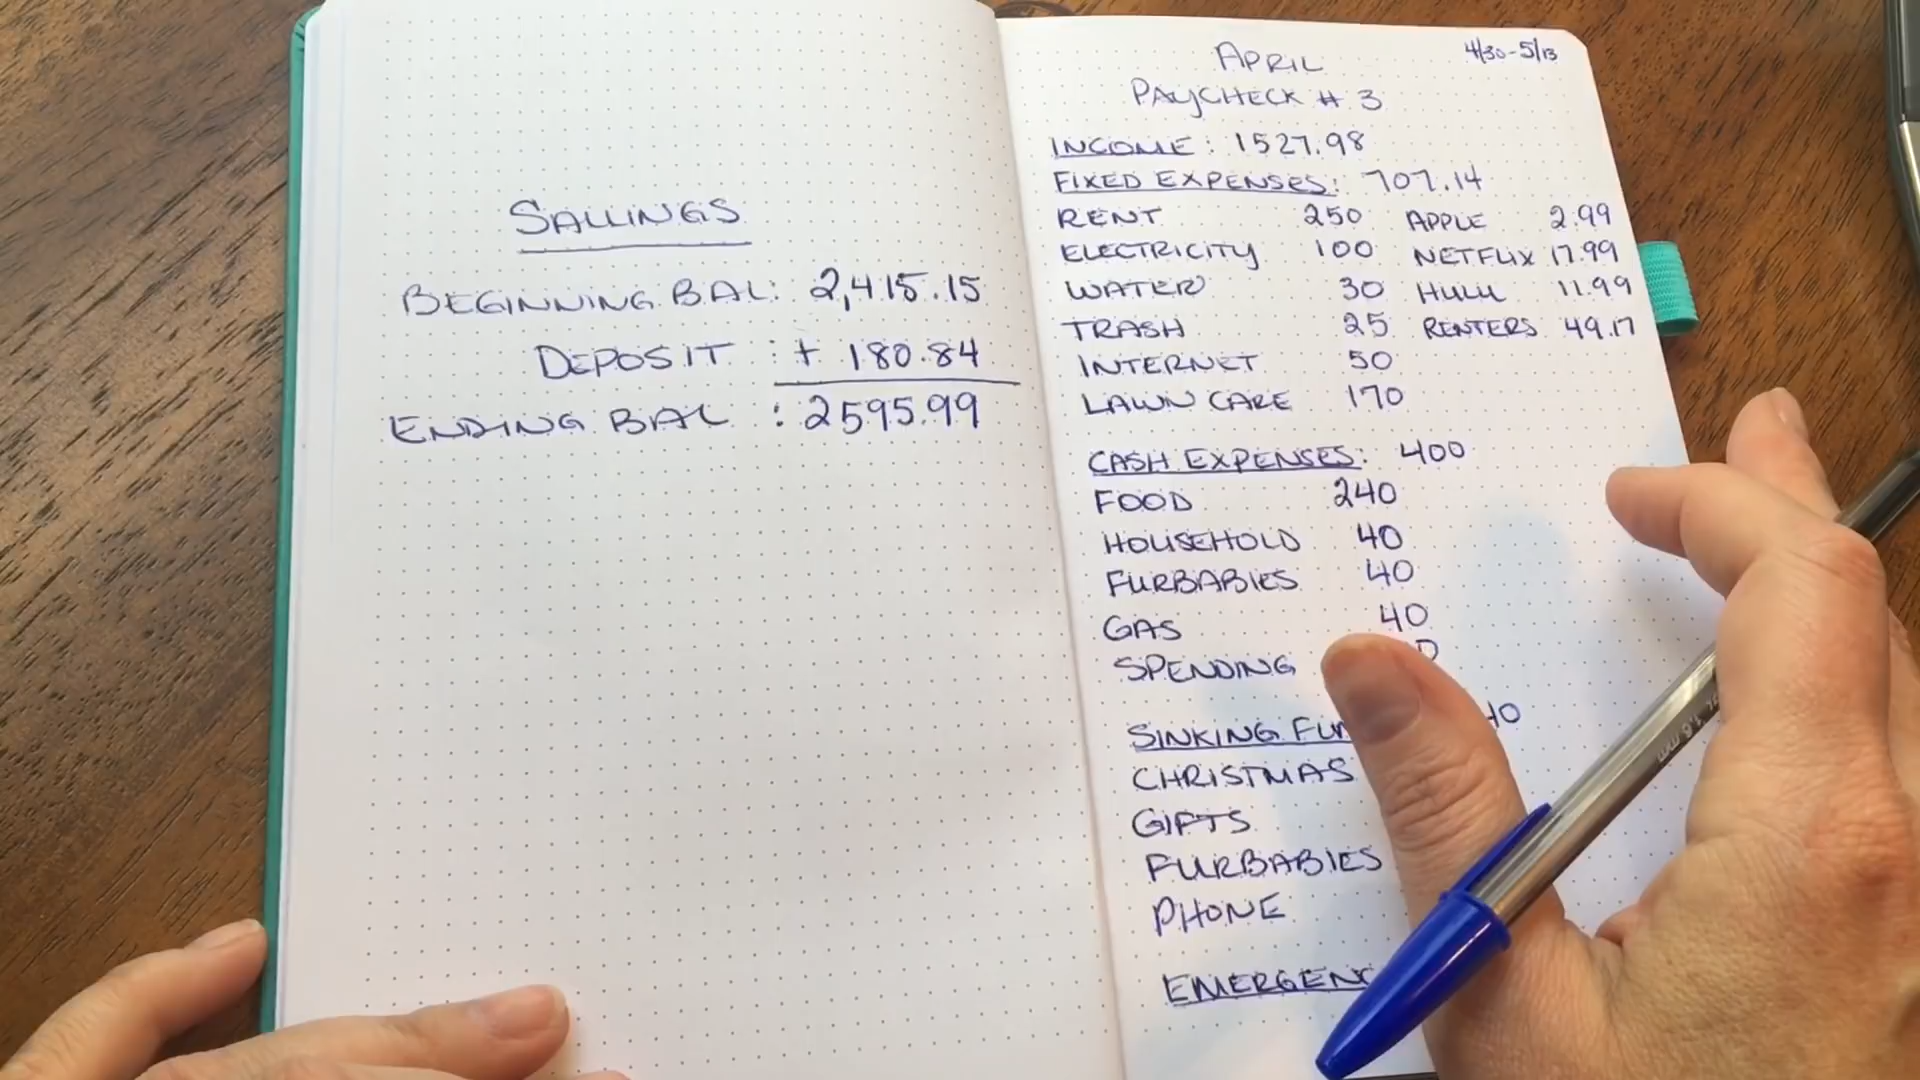 SAVINGS
BEGINNING BAL: 2,415.15
DEPOSIT : + 180.84
ENDING BAL : 2595.99
4/30-5/13
APRIL
PAYCHECK # 3
INCOME: 1527.98
FIXED EXPENSES: 707.14
RENT 250 APPLE 2.99
ELECTRICITY 100 NETFLIX 17.99
WATER 30 HULU 11.99
TRASH 25 RENTERS 49.17
INTERNET 50
LAWN CARE 170
CASH EXPENSES: 400
FOOD 240
HOUSEHOLD 40
FURBABIES 40
GAS 40
SPENDING
SINKING
CHRISTMAS
GIFTS
FURBABIES
PHONE